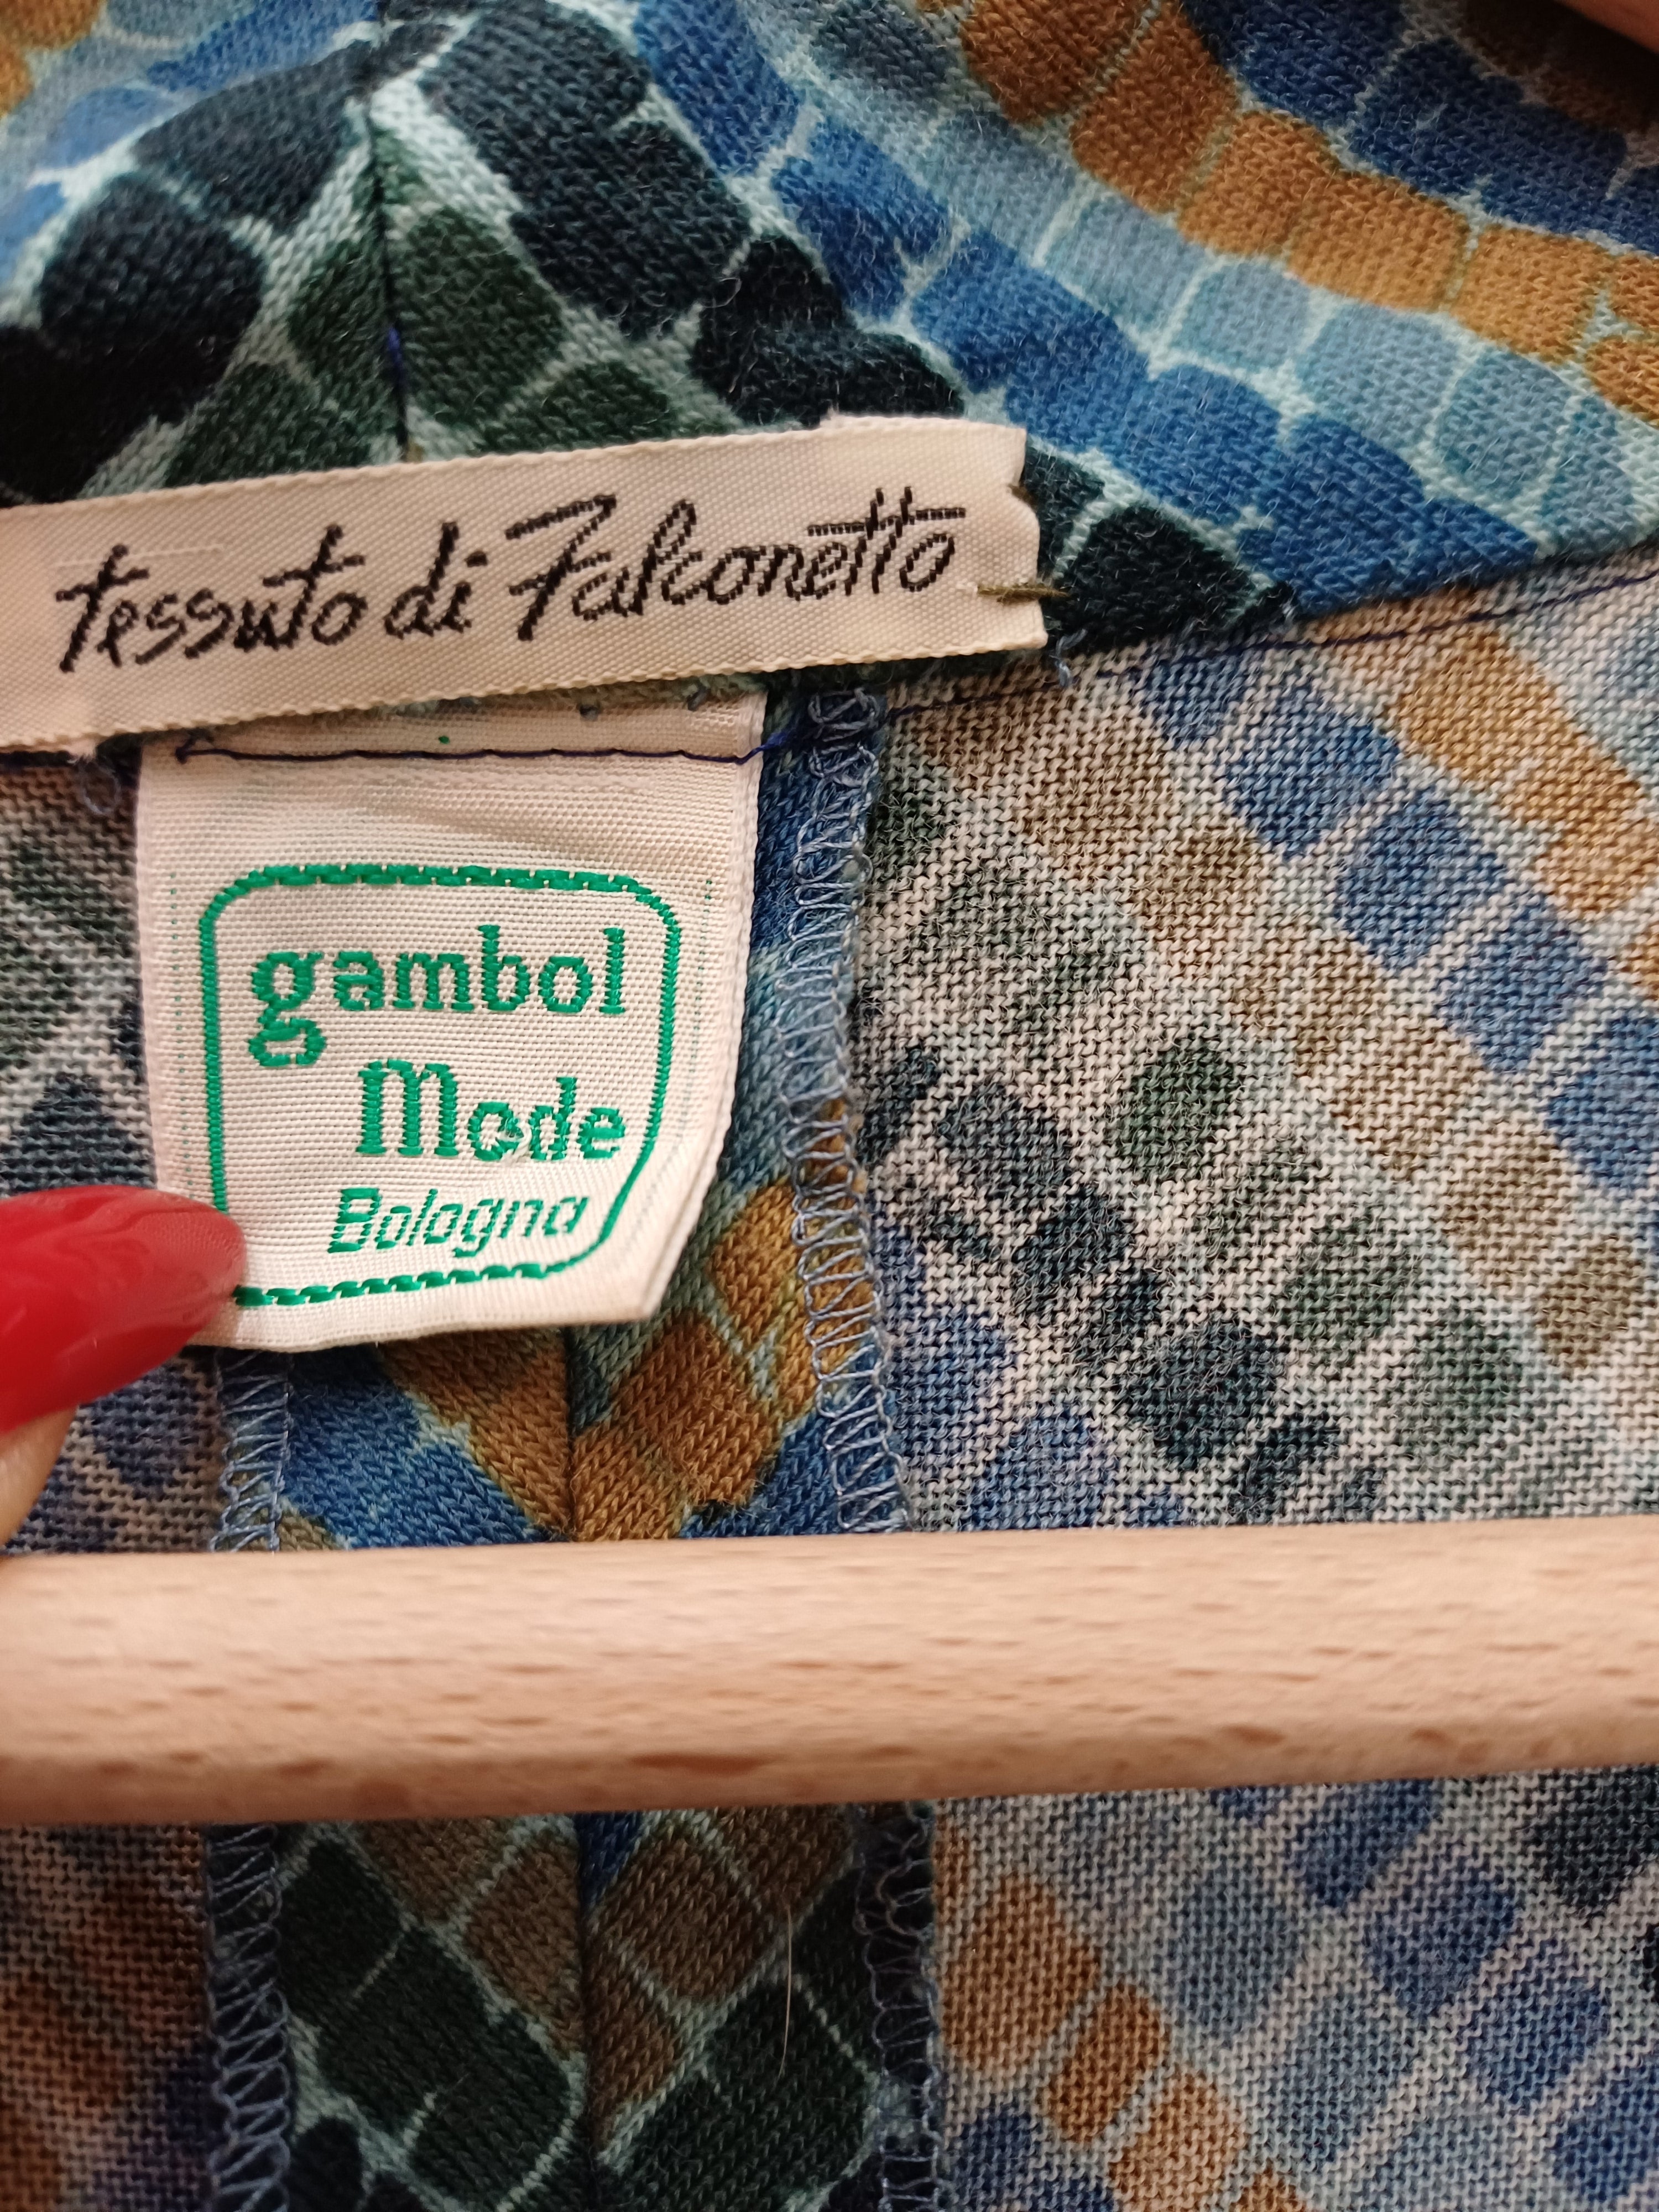 tessuto di Falconetto
gambol
Mode
Bologna